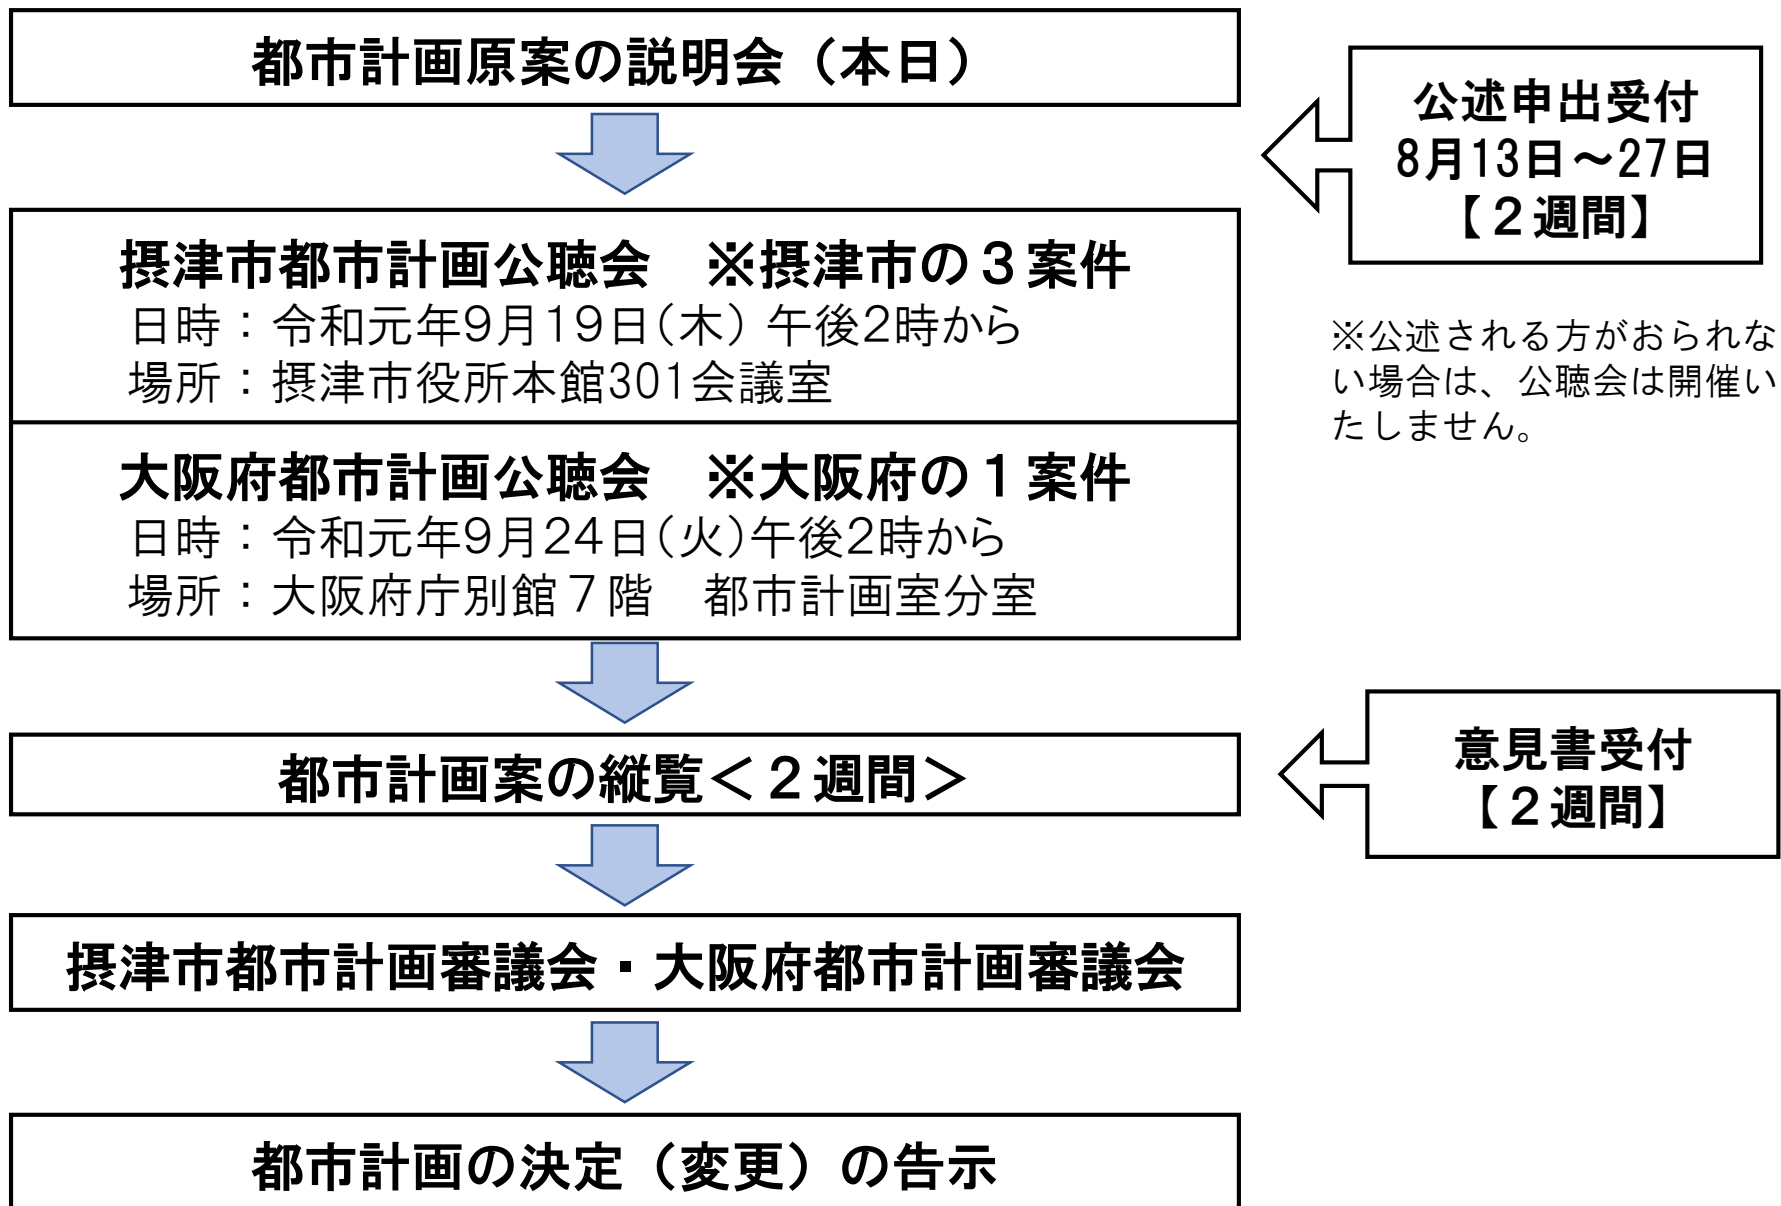 都市計画原案の説明会（本日）
公述申出受付
8月13日～27日
【２週間】
摂津市都市計画公聴会　※摂津市の３案件
日時：令和元年9月19日(木) 午後2時から
場所：摂津市役所本館301会議室
※公述される方がおられな
い場合は、公聴会は開催い
たしません。
大阪府都市計画公聴会　※大阪府の１案件
日時：令和元年9月24日(火)午後2時から
場所：大阪府庁別館７階　都市計画室分室
都市計画案の縦覧＜２週間＞
意見書受付
【２週間】
摂津市都市計画審議会・大阪府都市計画審議会
都市計画の決定（変更）の告示